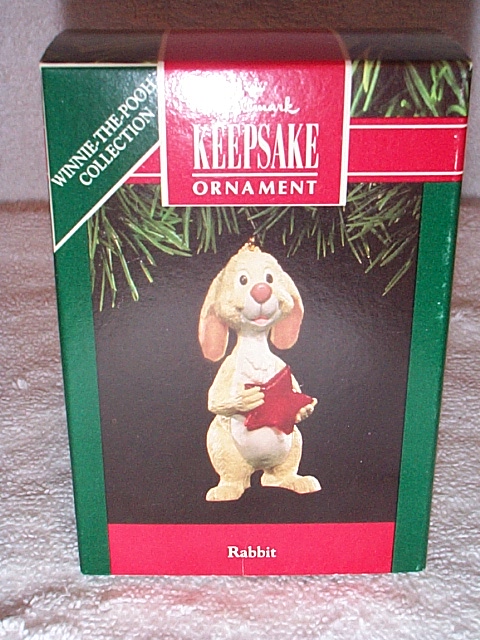 WINNIE-THE-POOH
COLLECTION
KEEPSAKE
ORNAMENT
Rabbit